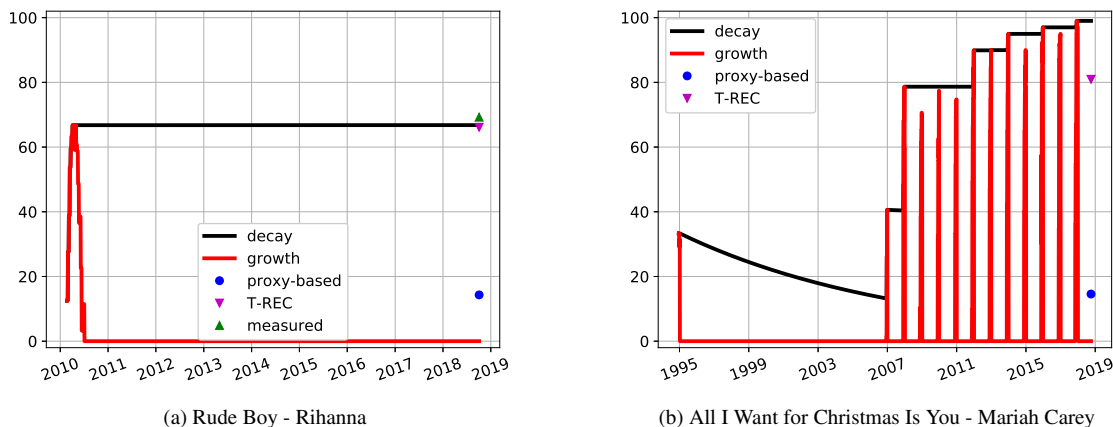 100
80
60
40
20
0
decay
growth
proxy-based
T-REC
measured
2010 2011 2012 2013 2014 2015 2016 2017 2018 2019
(a) Rude Boy - Rihanna
100
80
60
40
20
0
decay
growth
proxy-based
T-REC
1995 1999 2003 2007 2011 2015 2019
(b) All I Want for Christmas Is You - Mariah Carey